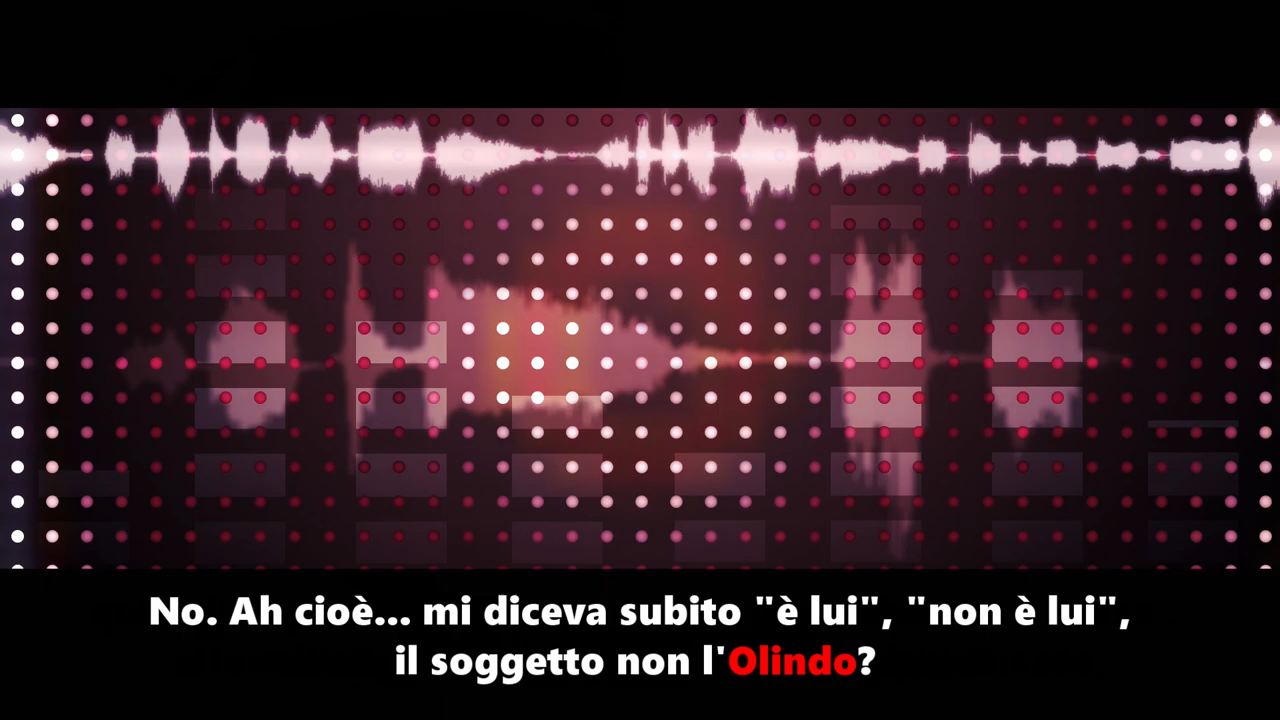 No. Ah cioè... mi diceva subito "è lui", "non è lui",
il soggetto non l'Olindo?